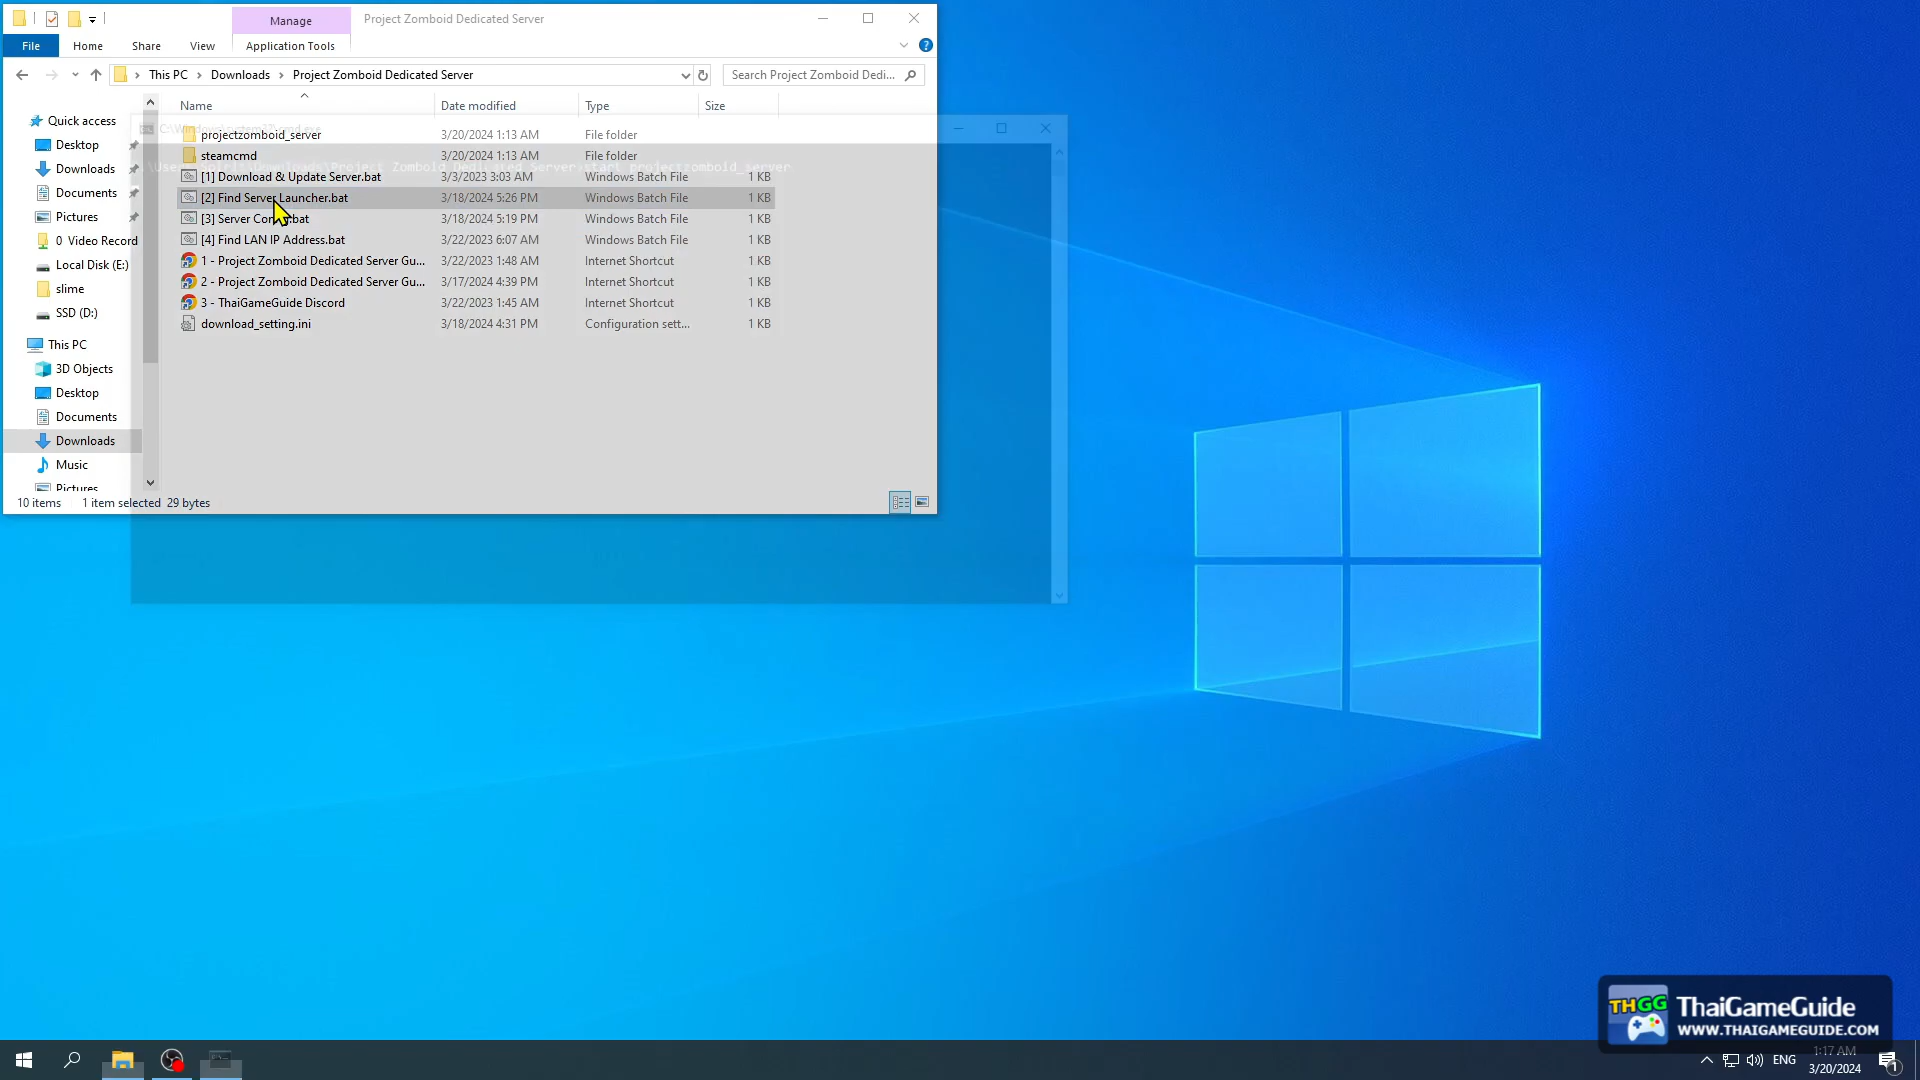 Manage
Project Zomboid Dedicated Server
File
Home
Share
View
Application Tools
This PC
Downloads
Project Zomboid Dedicated Server
Search Project Zomboid Dedi...
Name
Date modified
Type
Size
Quick access
Desktop
Downloads
Documents
Pictures
0 Video Record
Local Disk (E:)
slime
SSD (D:)
This PC
3D Objects
Desktop
Documents
Downloads
Music
Pictures
projectzomboid_server 3/20/2024 1:13 AM File folder
steamcmd 3/20/2024 1:13 AM File folder
[1] Download & Update Server.bat 3/3/2023 3:03 AM Windows Batch File 1 KB
[2] Find Server Launcher.bat 3/18/2024 5:26 PM Windows Batch File 1 KB
[3] Server .bat 3/18/2024 5:19 PM Windows Batch File 1 KB
[4] Find LAN IP Address.bat 3/22/2023 6:07 AM Windows Batch File 1 KB
1 - Project Zomboid Dedicated Server Gu... 3/22/2023 1:48 AM Internet Shortcut 1 KB
2 - Project Zomboid Dedicated Server Gu... 3/17/2024 4:39 PM Internet Shortcut 1 KB
3 - ThaiGameGuide Discord 3/22/2023 1:45 AM Internet Shortcut 1 KB
download_setting.ini 3/18/2024 4:31 PM Configuration sett... 1 KB
10 items 1 item selected 29 bytes
THGG
ThaiGameGuide
WWW.THAIGAMEGUIDE.COM
ENG
1:17 AM
3/20/2024
1